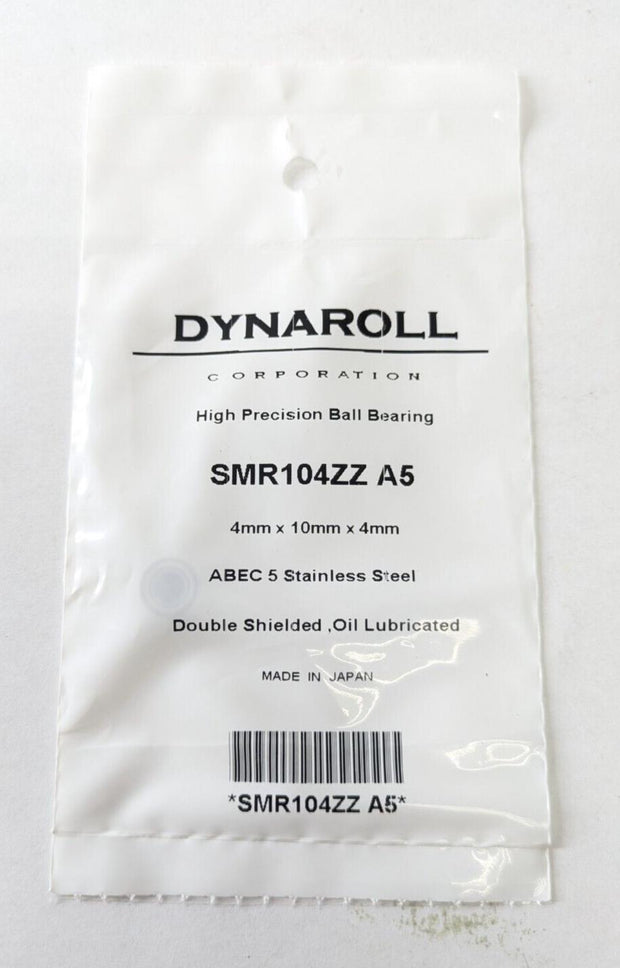 DYNAROLL
CORPORATION
High Precision Ball Bearing
SMR104ZZ A5
4mm x 10mm x 4mm
ABEC 5 Stainless Steel
Double Shielded ,Oil Lubricated
MADE IN JAPAN
*SMR104ZZ A5*